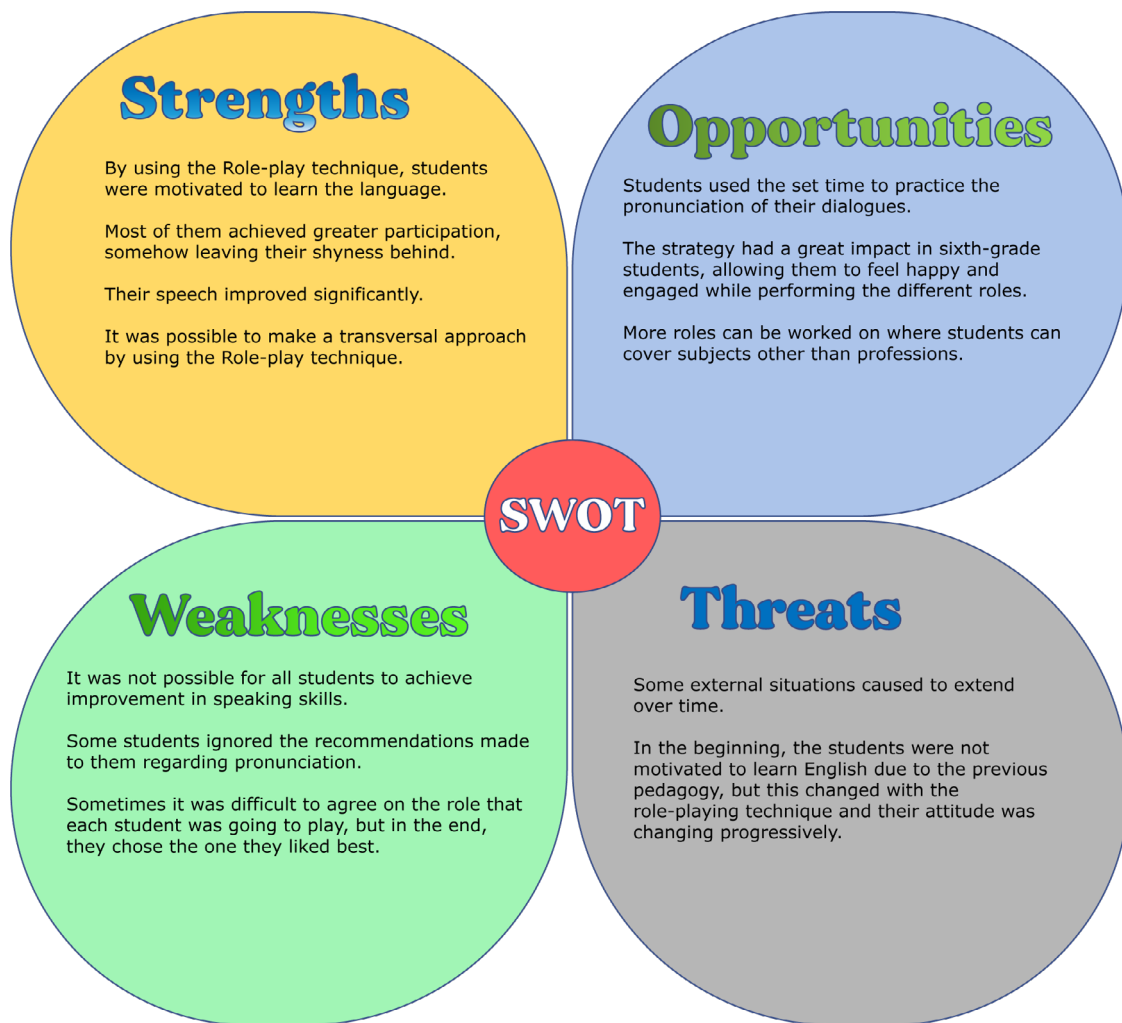 Strengths
By using the Role-play technique, students
were motivated to learn the language.
Most of them achieved greater participation,
somehow leaving their shyness behind.
Their speech improved significantly.
It was possible to make a transversal approach
by using the Role-play technique.
Opportunities
Students used the set time to practice the
pronunciation of their dialogues.
The strategy had a great impact in sixth-grade
students, allowing them to feel happy and
engaged while performing the different roles.
More roles can be worked on where students can
cover subjects other than professions.
SWOT
Weaknesses
It was not possible for all students to achieve
improvement in speaking skills.
Some students ignored the recommendations made
to them regarding pronunciation.
Sometimes it was difficult to agree on the role that
each student was going to play, but in the end,
they chose the one they liked best.
Threats
Some external situations caused to extend
over time.
In the beginning, the students were not
motivated to learn English due to the previous
pedagogy, but this changed with the
role-playing technique and their attitude was
changing progressively.